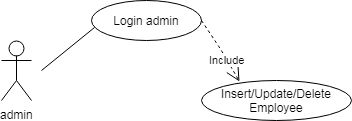 Login admin
Include
Insert/Update/Delete
Employee
admin